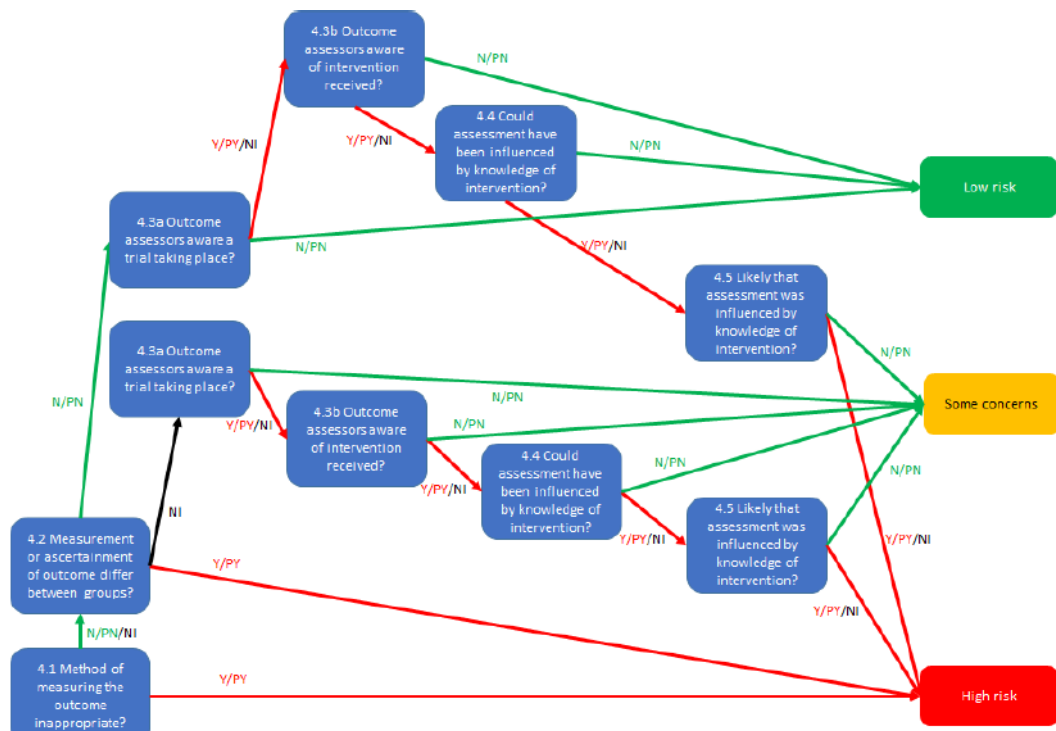 4.3b Outcome
assessors aware
of intervention
received?
N/PN
Y/PY/NI
Y/PY/NI
4.4 Could
assessment have
been influenced
by knowledge of
intervention?
N/PN
Low risk
4.3a Outcome
assessors aware a
trial taking place?
N/PN
Y/PY/NI
4.5 Likely that
assessment was
influenced by
knowledge of
intervention?
N/PN
4.3a Outcome
assessors aware a
trial taking place?
N/PN
N/PN
Some concerns
Y/PY/NI
4.3b Outcome
assessors aware
of intervention
received?
N/PN
4.4 Could
assessment have
been influenced
by knowledge of
intervention?
N/PN
N/PN
Y/PY/NI
NI
4.2 Measurement
or ascertainment
of outcome differ
between groups?
Y/PY
Y/PY/NI
4.5 Likely that
assessment was
influenced by
knowledge of
intervention?
Y/PY/NI
Y/PY/NI
N/PN/NI
4.1 Method of
measuring the
outcome
inappropriate?
Y/PY
High risk